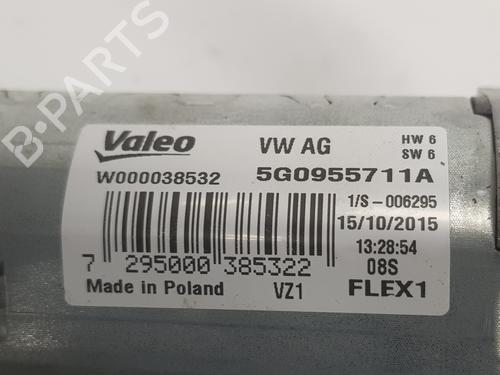 B-PARTS
Valeo VW AG HW 6
SW 6
W000038532 5G0955711A
1/S-006295
15/10/2015
13:28:54
7 295000 385322 08S
Made in Poland VZ1 FLEX1